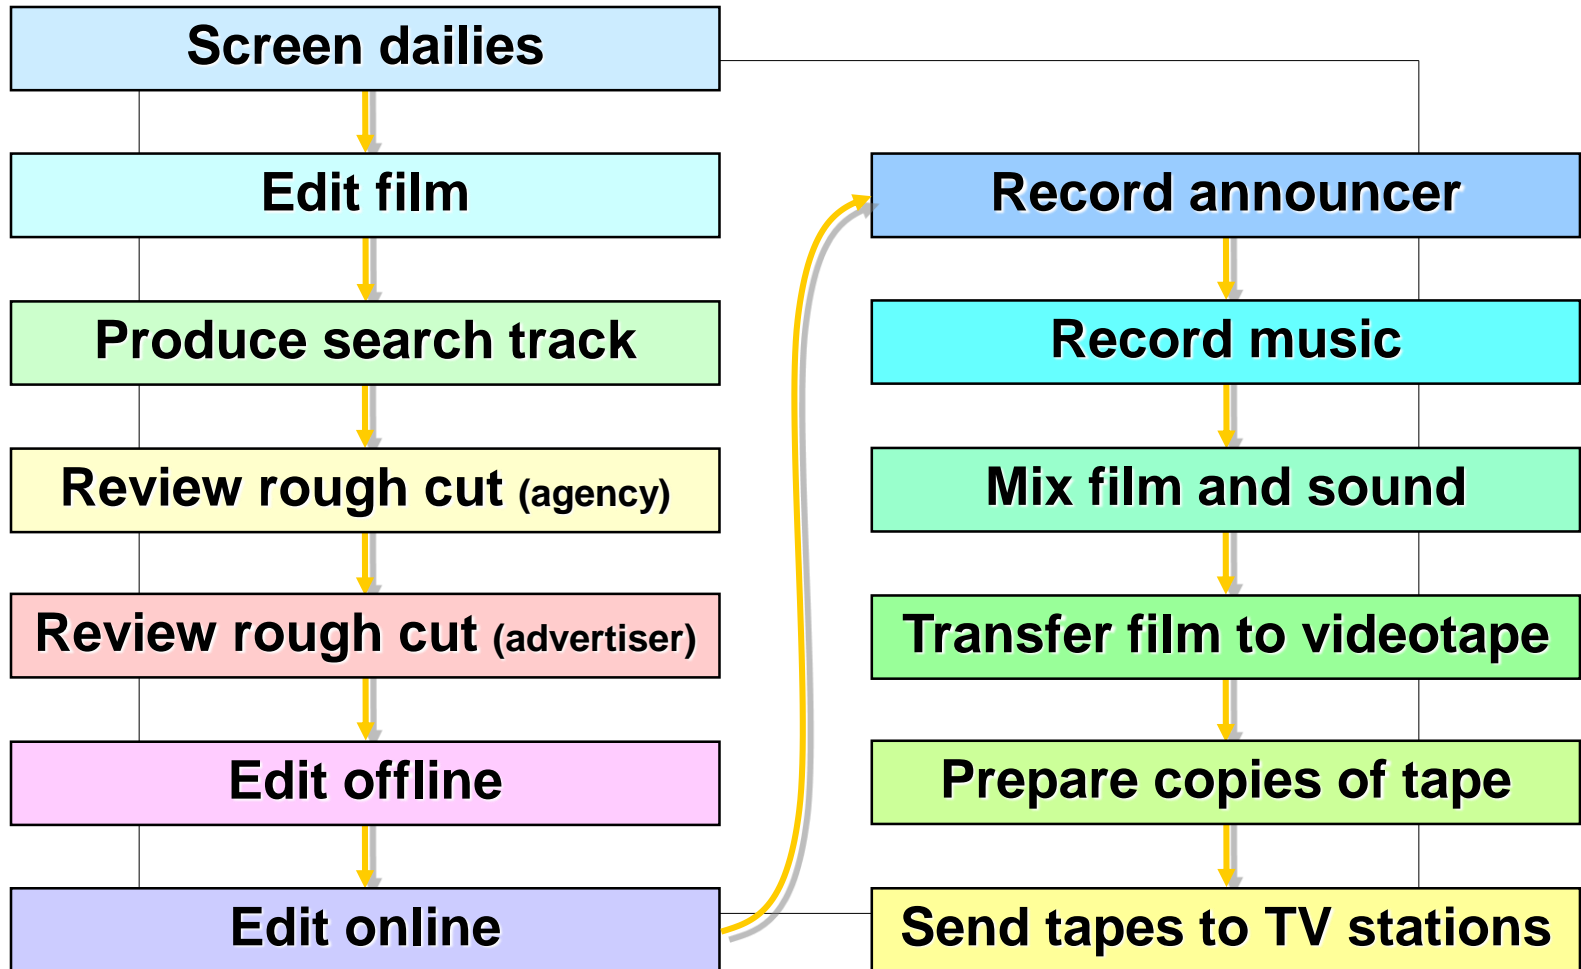 Screen dailies
Edit film
Produce search track
Review rough cut (agency)
Review rough cut (advertiser)
Edit offline
Edit online
Record announcer
Record music
Mix film and sound
Transfer film to videotape
Prepare copies of tape
Send tapes to TV stations